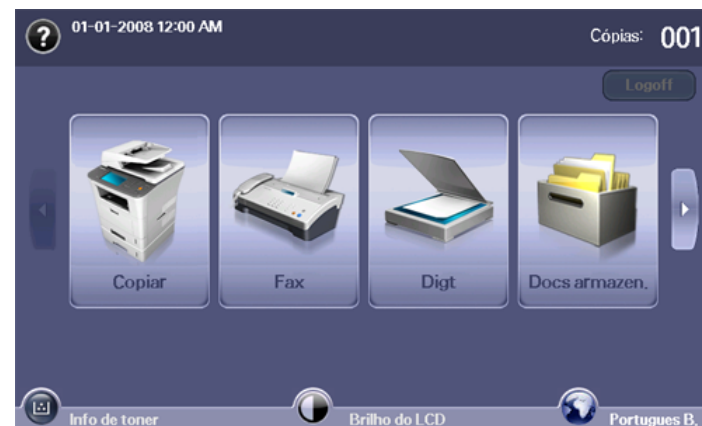 ?
01-01-2008 12:00 AM
Cópias: 001
Logoff
Copiar
Fax
Digt
Docs armazen.
Info de toner
Brilho do LCD
Portugues B.